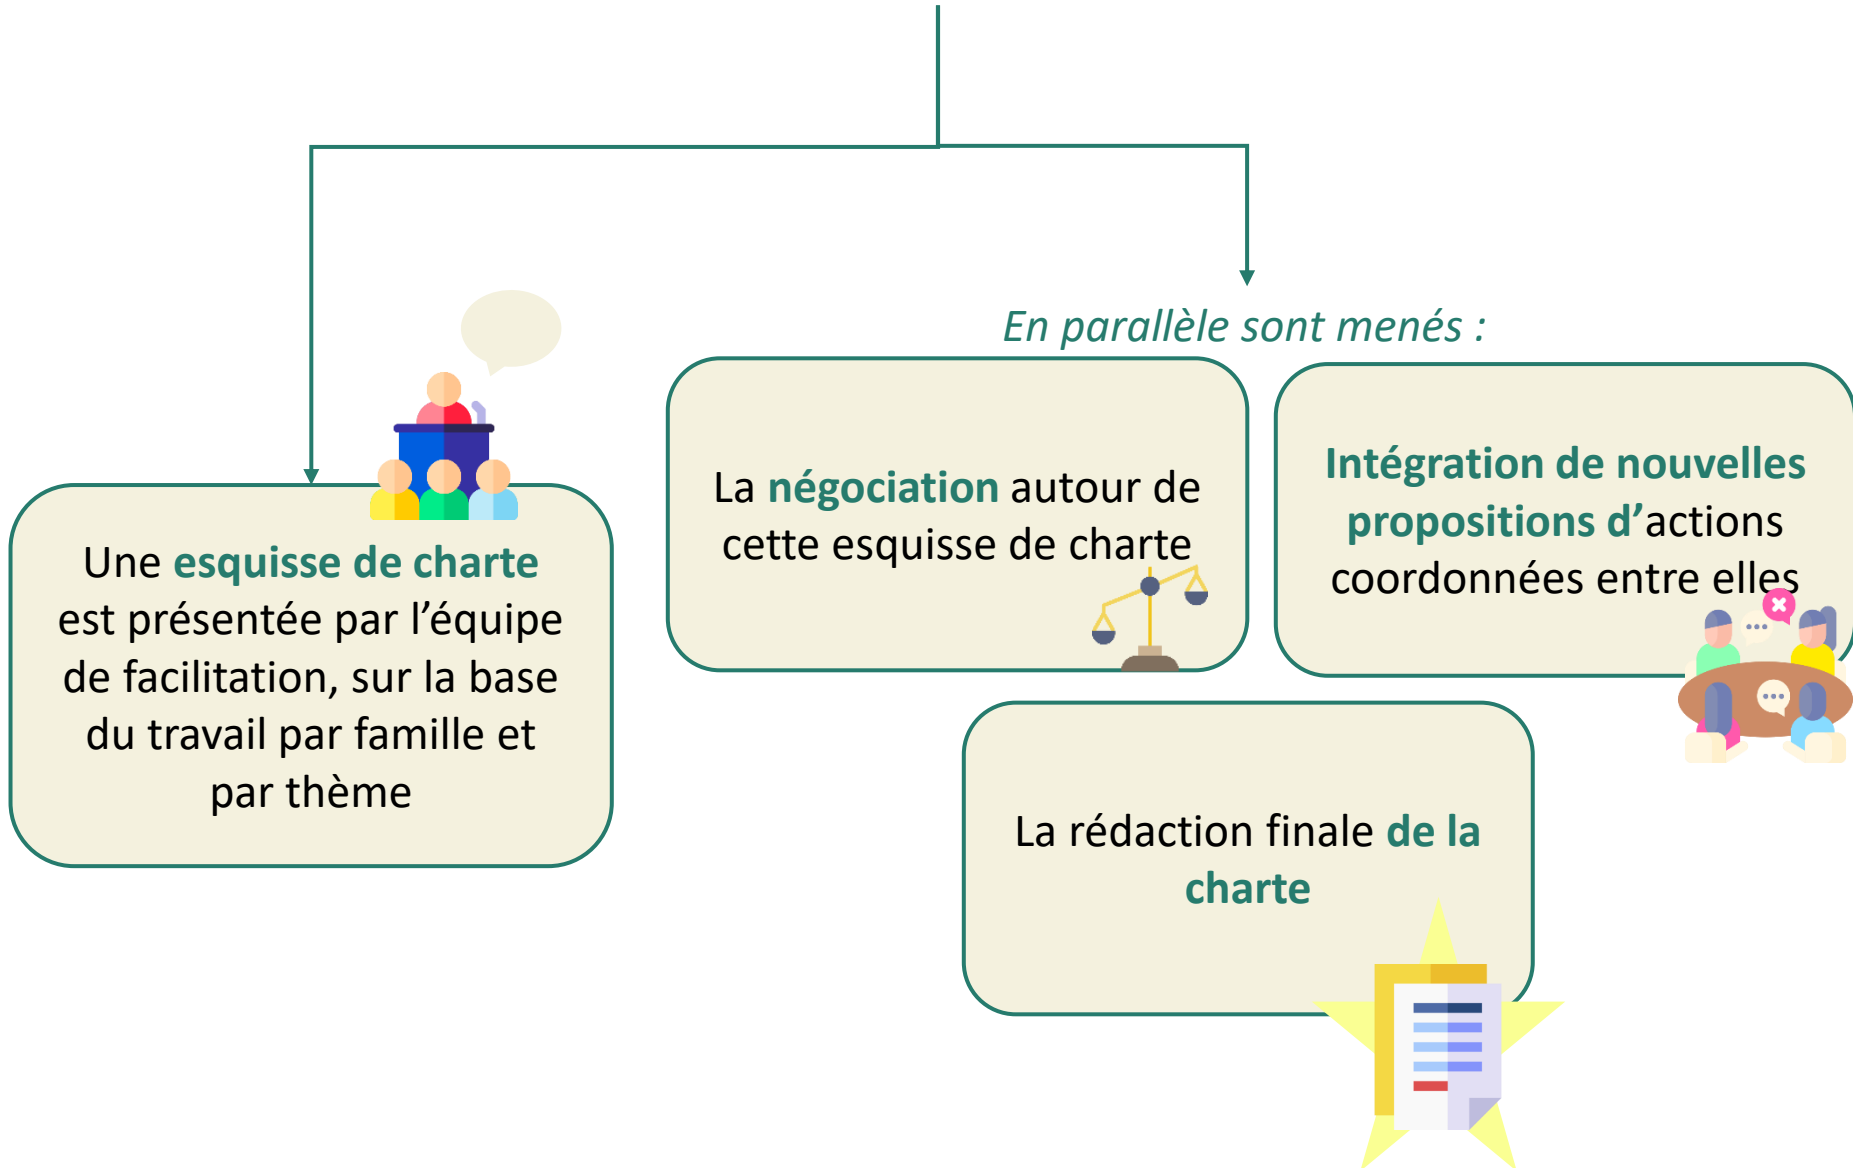 En parallèle sont menés :
Une esquisse de charte
est présentée par l’équipe
de facilitation, sur la base
du travail par famille et
par thème
La négociation autour de
cette esquisse de charte
Intégration de nouvelles
propositions d’actions
coordonnées entre elles
La rédaction finale de la
charte